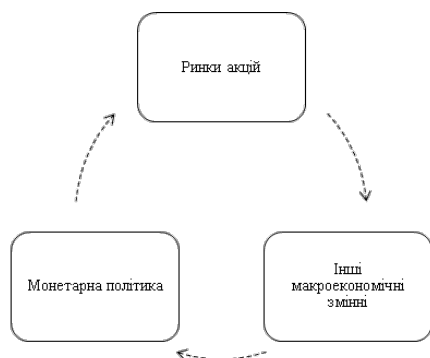 Ринки акцій
Монетарна політика
Інші
макроекономічні
змінні